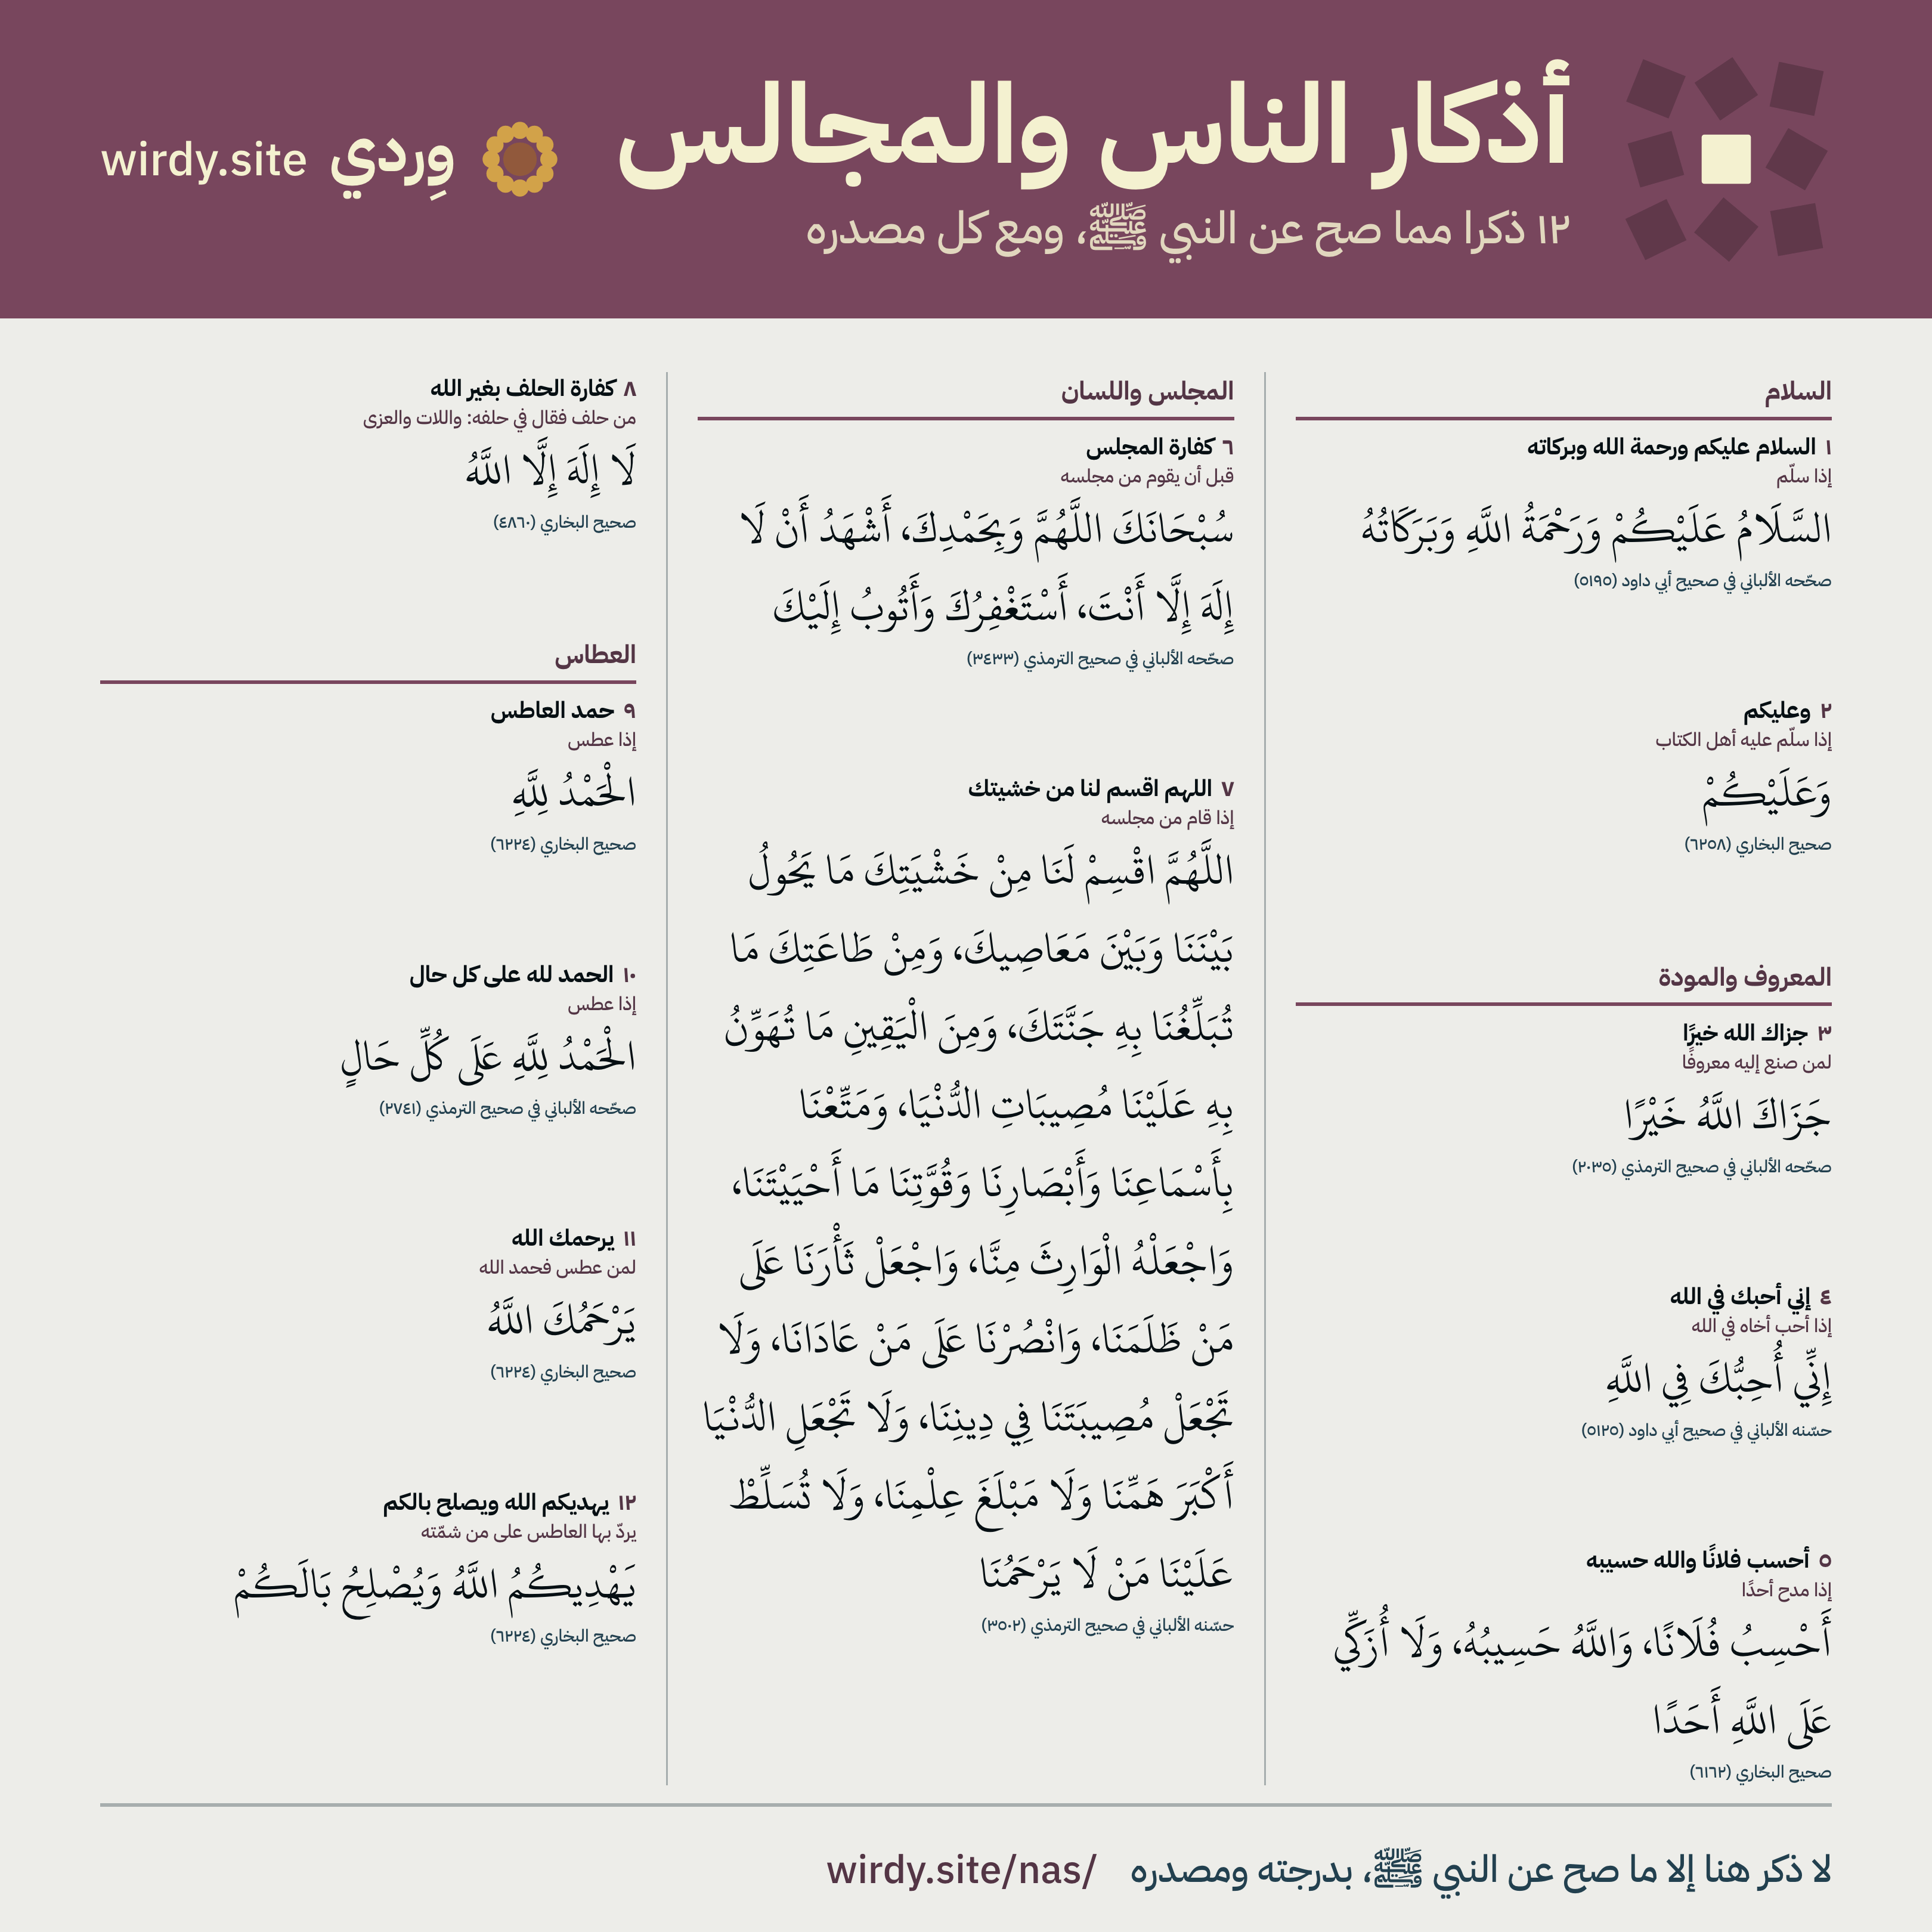 أذكار الناس والمجالس
١٢ ذكرا مما صح عن النبي ﷺ، ومع كل مصدره
وِردي wirdy.site
السلام
١ السلام عليكم ورحمة الله وبركاته
إذا سلّم
السَّلَامُ عَلَيْكُمْ وَرَحْمَةُ اللَّهِ وَبَرَكَاتُهُ
صحّحه الألباني في صحيح أبي داود (٥١٩٥)
٢ وعليكم
إذا سلّم عليه أهل الكتاب
وَعَلَيْكُمْ
صحيح البخاري (٦٢٥٨)
المعروف والمودة
٣ جزاك الله خيرًا
لمن صنع إليه معروفًا
جَزَاكَ اللَّهُ خَيْرًا
صحّحه الألباني في صحيح الترمذي (٢٠٣٥)
٤ إني أحبك في الله
إذا أحب أخاه في الله
إِنِّي أُحِبُّكَ فِي اللَّهِ
حسّنه الألباني في صحيح أبي داود (٥١٢٥)
٥ أحسب فلانًا والله حسيبه
إذا مدح أحدًا
أَحْسِبُ فُلَانًا، وَاللَّهُ حَسِيبُهُ، وَلَا أُزَكِّي
عَلَى اللَّهِ أَحَدًا
صحيح البخاري (٦١٦٢)
المجلس واللسان
٦ كفارة المجلس
قبل أن يقوم من مجلسه
سُبْحَانَكَ اللَّهُمَّ وَبِحَمْدِكَ، أَشْهَدُ أَنْ لَا
إِلَهَ إِلَّا أَنْتَ، أَسْتَغْفِرُكَ وَأَتُوبُ إِلَيْكَ
صحّحه الألباني في صحيح الترمذي (٣٤٣٣)
٧ اللهم اقسم لنا من خشيتك
إذا قام من مجلسه
اللَّهُمَّ اقْسِمْ لَنَا مِنْ خَشْيَتِكَ مَا يَحُولُ
بَيْنَنَا وَبَيْنَ مَعَاصِيكَ، وَمِنْ طَاعَتِكَ مَا
تُبَلِّغُنَا بِهِ جَنَّتَكَ، وَمِنَ الْيَقِينِ مَا تُهَوِّنُ
بِهِ عَلَيْنَا مُصِيبَاتِ الدُّنْيَا، وَمَتِّعْنَا
بِأَسْمَاعِنَا وَأَبْصَارِنَا وَقُوَّتِنَا مَا أَحْيَيْتَنَا،
وَاجْعَلْهُ الْوَارِثَ مِنَّا، وَاجْعَلْ ثَأْرَنَا عَلَى
مَنْ ظَلَمَنَا، وَانْصُرْنَا عَلَى مَنْ عَادَانَا، وَلَا
تَجْعَلْ مُصِيبَتَنَا فِي دِينِنَا، وَلَا تَجْعَلِ الدُّنْيَا
أَكْبَرَ هَمِّنَا وَلَا مَبْلَغَ عِلْمِنَا، وَلَا تُسَلِّطْ
عَلَيْنَا مَنْ لَا يَرْحَمُنَا
حسّنه الألباني في صحيح الترمذي (٣٥٠٢)
٨ كفارة الحلف بغير الله
من حلف فقال في حلفه: واللات والعزى
لَا إِلَهَ إِلَّا اللَّهُ
صحيح البخاري (٤٨٦٠)
العطاس
٩ حمد العاطس
إذا عطس
الْحَمْدُ لِلَّهِ
صحيح البخاري (٦٢٢٤)
١٠ الحمد لله على كل حال
إذا عطس
الْحَمْدُ لِلَّهِ عَلَى كُلِّ حَالٍ
صحّحه الألباني في صحيح الترمذي (٢٧٤١)
١١ يرحمك الله
لمن عطس فحمد الله
يَرْحَمُكَ اللَّهُ
صحيح البخاري (٦٢٢٤)
١٢ يهديكم الله ويصلح بالكم
يردّ بها العاطس على من شمّته
يَهْدِيكُمُ اللَّهُ وَيُصْلِحُ بَالَكُمْ
صحيح البخاري (٦٢٢٤)
لا ذكر هنا إلا ما صح عن النبي ﷺ، بدرجته ومصدره wirdy.site/nas/